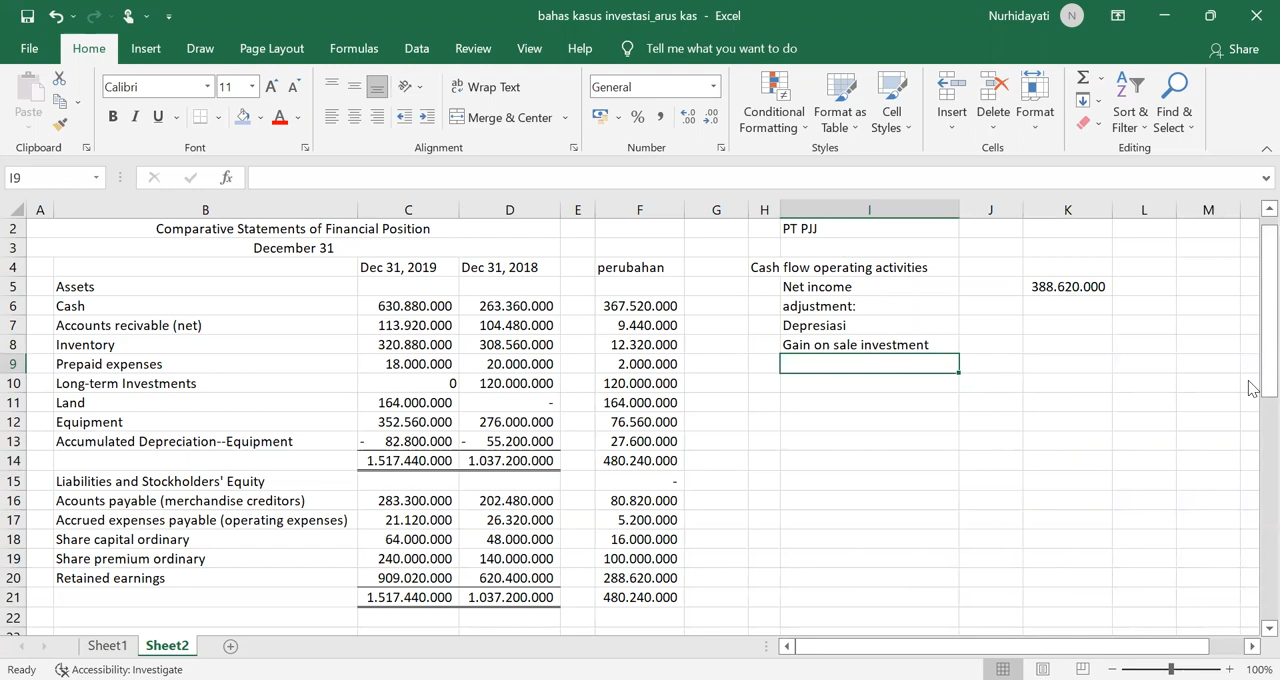 bahas kasus investasi_arus kas - Excel
Nurhidayati N
File Home Insert Draw Page Layout Formulas Data Review View Help Tell me what you want to do Share
Paste
Clipboard
Calibri 11
B I U
Font
Wrap Text
Merge & Center
Alignment
General
% ,
Number
Conditional Formatting
Format as Table
Cell Styles
Styles
Insert Delete Format
Cells
Sort & Filter
Find & Select
Editing
I9 fx
A B C D E F G H I J K L M
2 Comparative Statements of Financial Position PT PJJ
3 December 31
4 Dec 31, 2019 Dec 31, 2018 perubahan Cash flow operating activities
5 Assets Net income 388.620.000
6 Cash 630.880.000 263.360.000 367.520.000 adjustment:
7 Accounts recivable (net) 113.920.000 104.480.000 9.440.000 Depresiasi
8 Inventory 320.880.000 308.560.000 12.320.000 Gain on sale investment
9 Prepaid expenses 18.000.000 20.000.000 2.000.000
10 Long-term Investments 0 120.000.000 120.000.000
11 Land 164.000.000 - 164.000.000
12 Equipment 352.560.000 276.000.000 76.560.000
13 Accumulated Depreciation--Equipment - 82.800.000 - 55.200.000 27.600.000
14 1.517.440.000 1.037.200.000 480.240.000
15 Liabilities and Stockholders' Equity -
16 Acounts payable (merchandise creditors) 283.300.000 202.480.000 80.820.000
17 Accrued expenses payable (operating expenses) 21.120.000 26.320.000 5.200.000
18 Share capital ordinary 64.000.000 48.000.000 16.000.000
19 Share premium ordinary 240.000.000 140.000.000 100.000.000
20 Retained earnings 909.020.000 620.400.000 288.620.000
21 1.517.440.000 1.037.200.000 480.240.000
22
Sheet1 Sheet2
Ready Accessibility: Investigate 100%